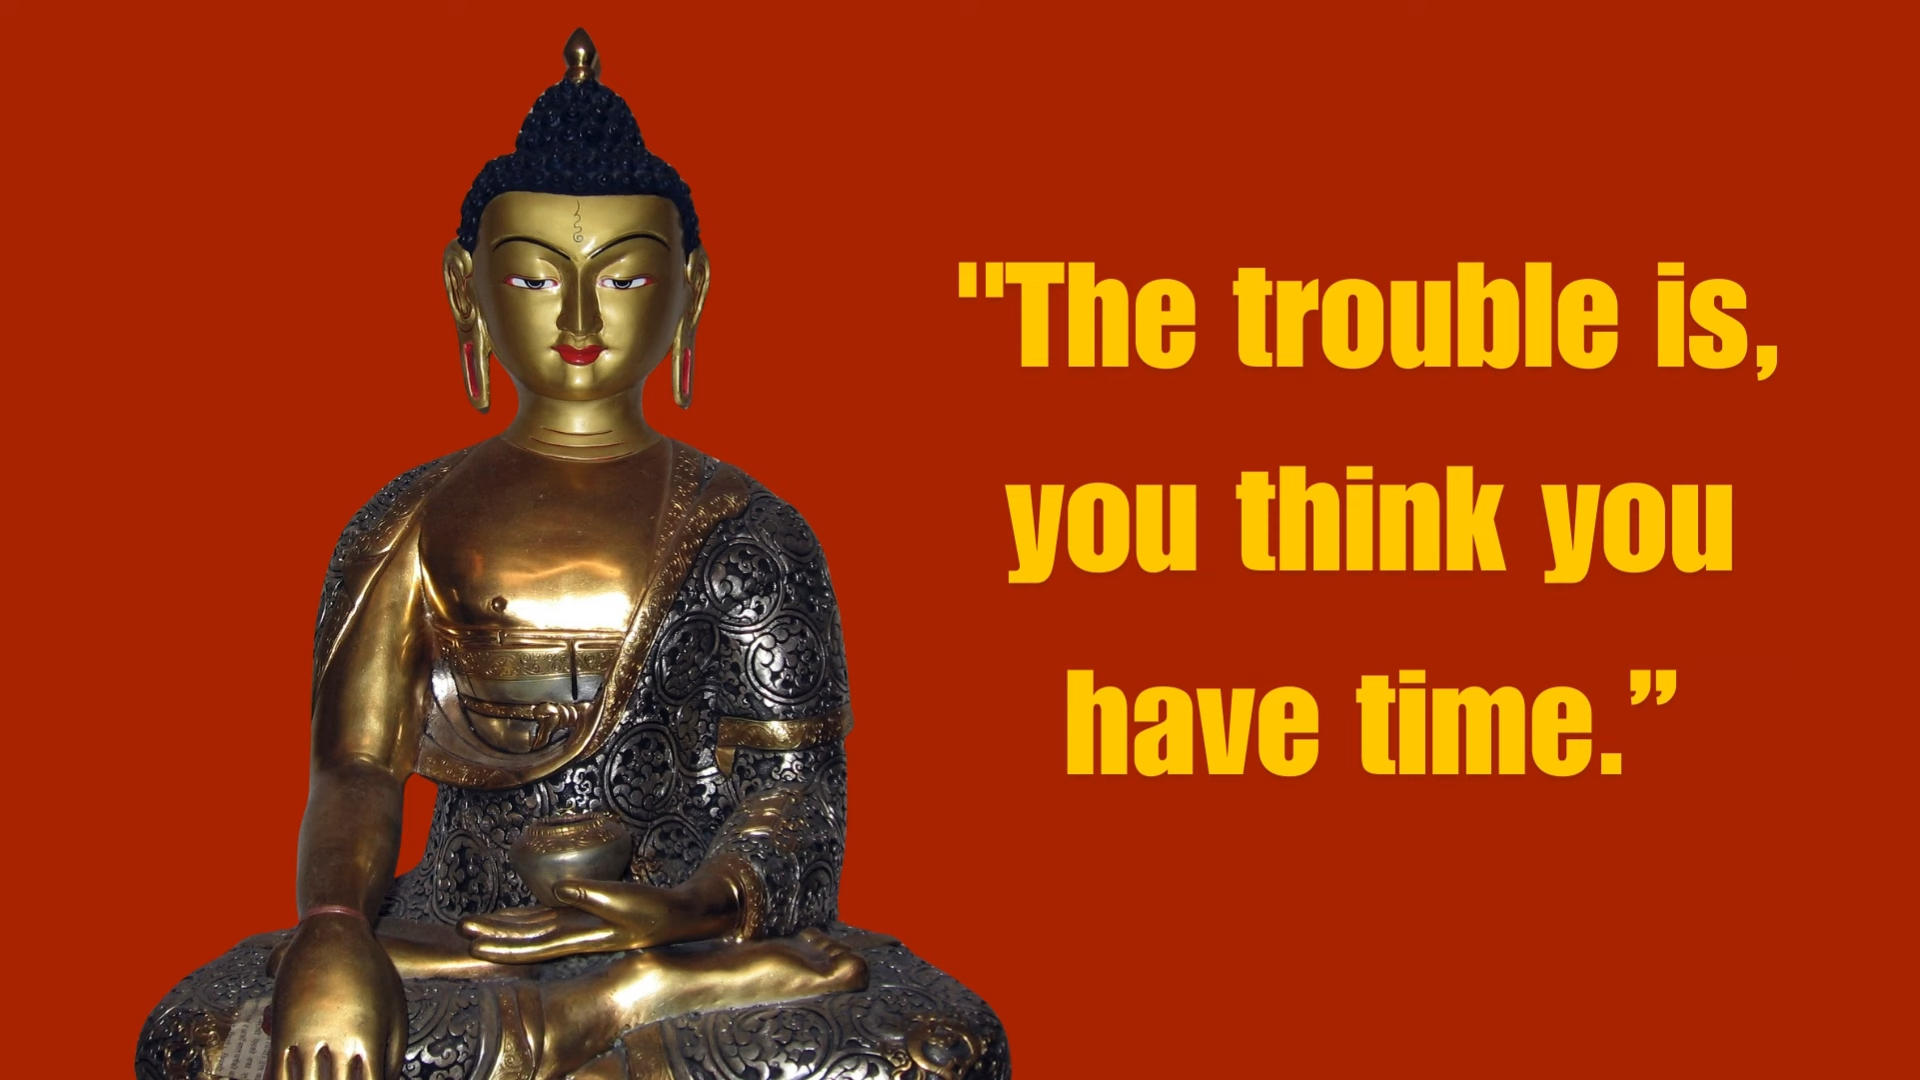 "The trouble is,
you think you
have time.”